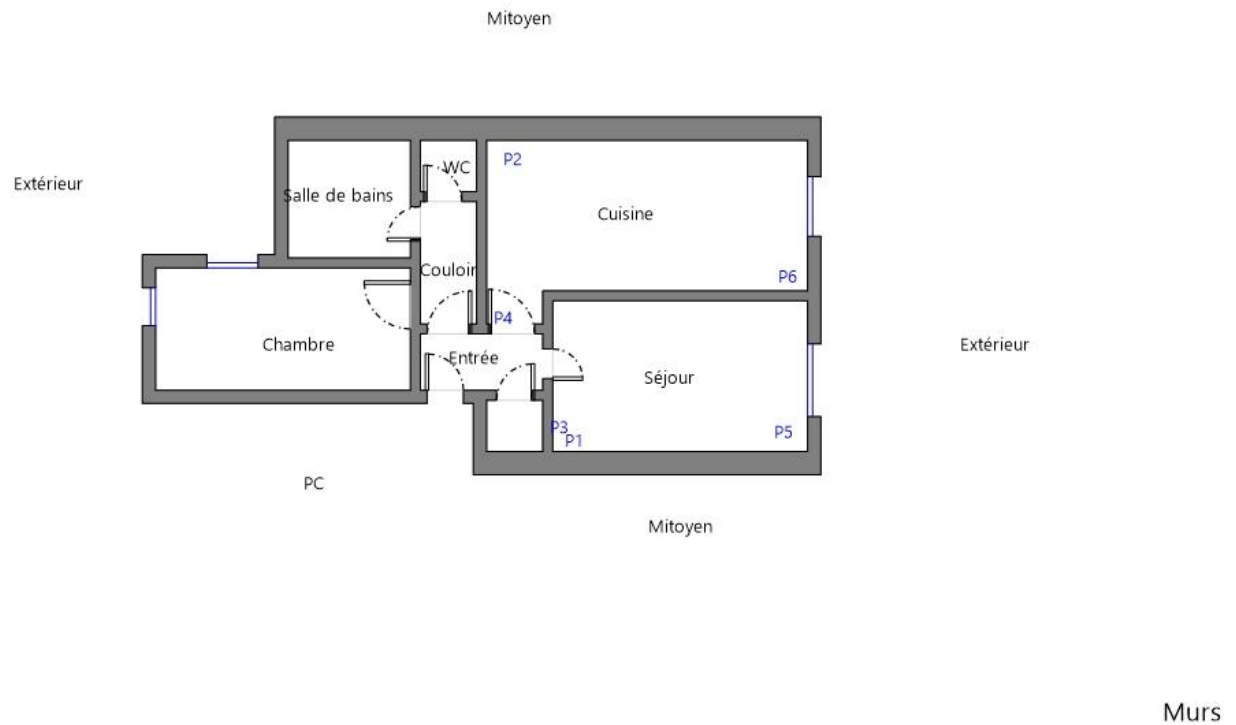 Mitoyen
WC
P2
Extérieur
Salle de bains
Cuisine
Couloir
P6
P4
Chambre
Entrée
Extérieur
Séjour
P3
P5
P1
PC
Mitoyen
Murs